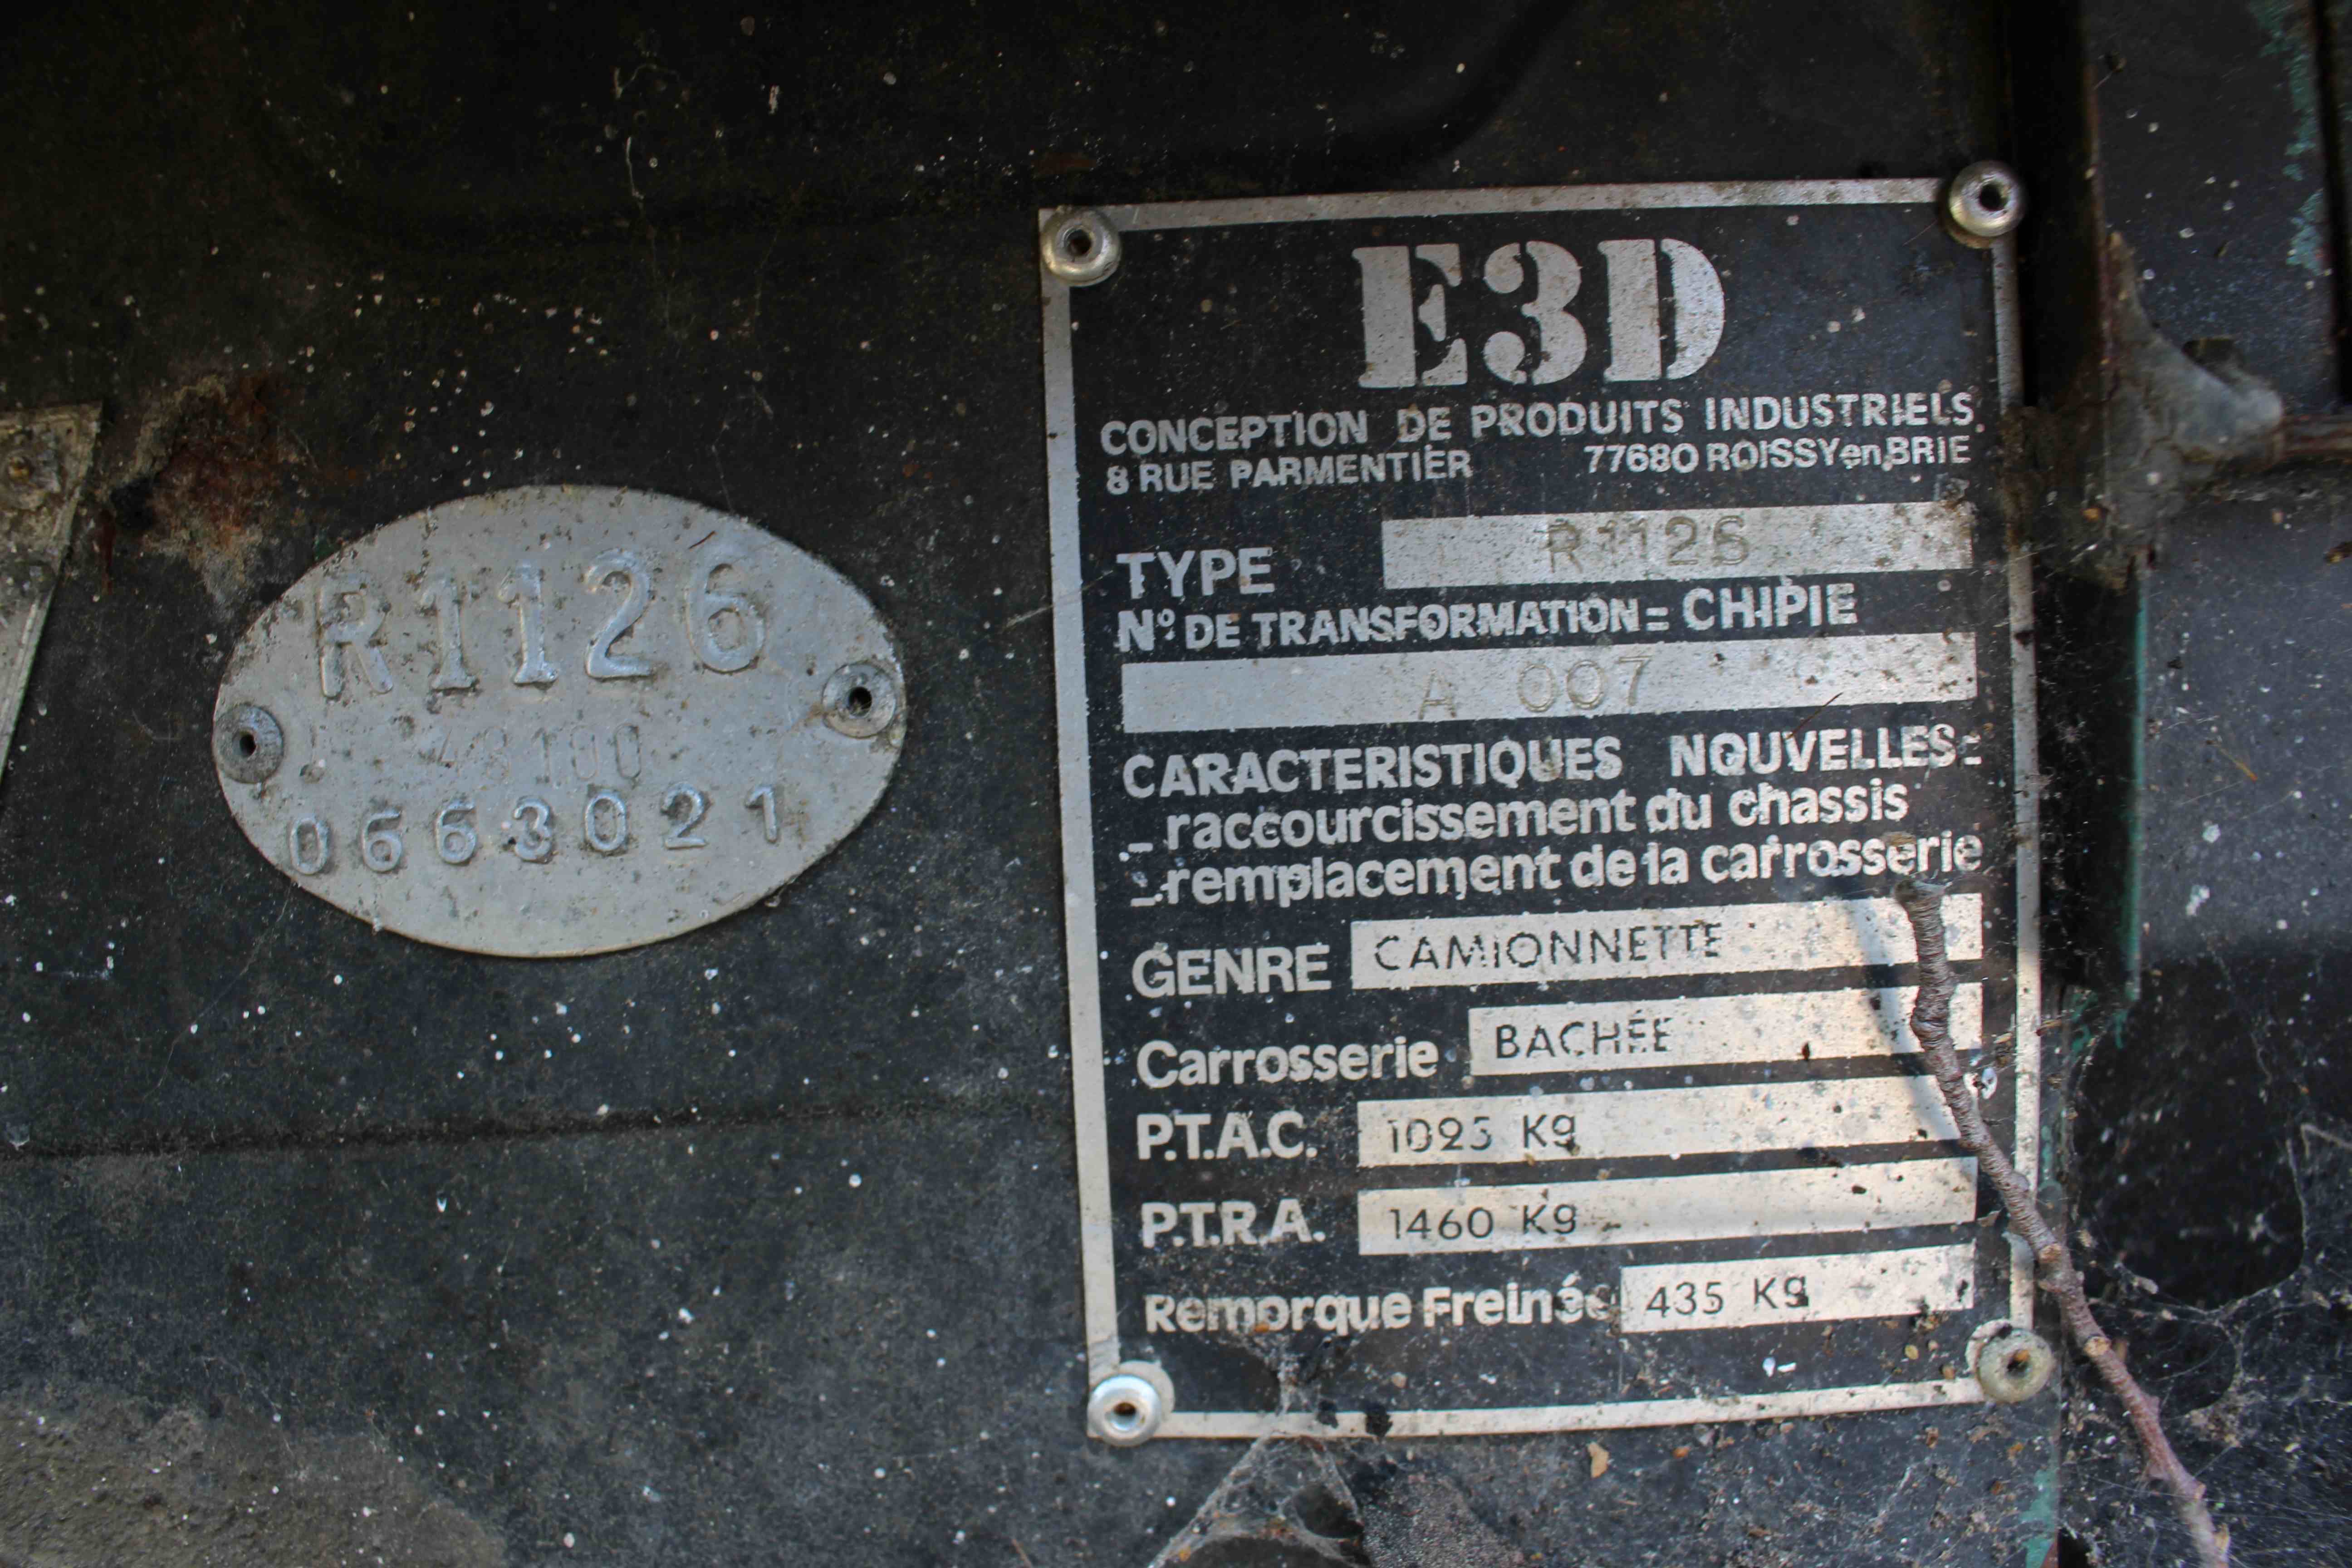 R1126
48100
0663021
E3D
CONCEPTION DE PRODUITS INDUSTRIELS.
8 RUE PARMENTIER 77680 ROISSY en BRIE
TYPE R1126
N° DE TRANSFORMATION = CHIPIE
A 007
CARACTERISTIQUES NOUVELLES =
_ raccourcissement du chassis
_ remplacement de la carrosserie
GENRE CAMIONNETTE
Carrosserie BACHÉE
P.T.A.C. 1025 Kg
P.T.R.A. 1460 Kg
Remorque Freinée 435 Kg